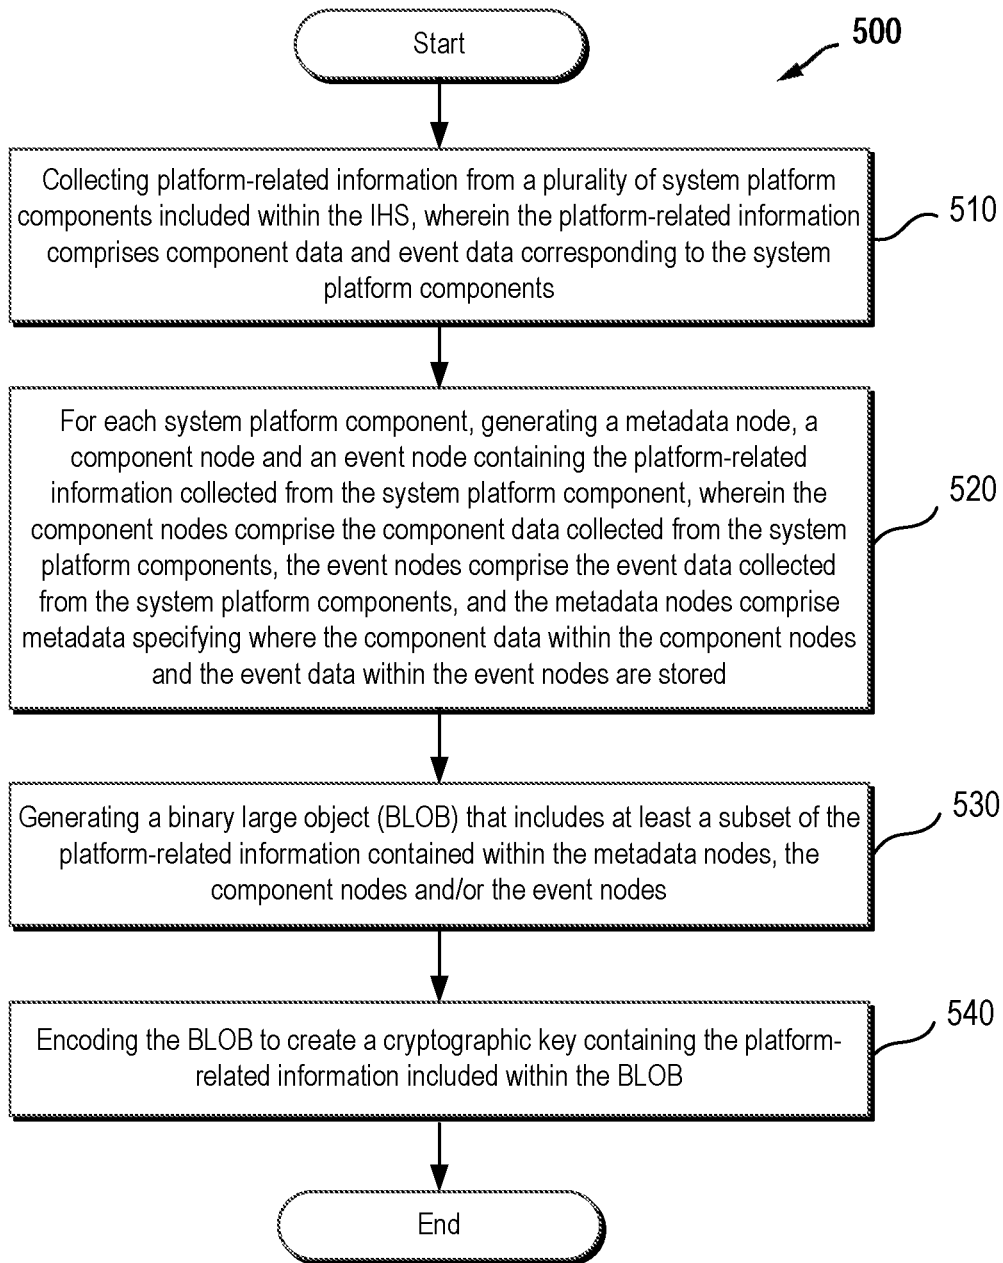 Start
500
Collecting platform-related information from a plurality of system platform
components included within the IHS, wherein the platform-related information
comprises component data and event data corresponding to the system
platform components
510
For each system platform component, generating a metadata node, a
component node and an event node containing the platform-related
information collected from the system platform component, wherein the
component nodes comprise the component data collected from the system
platform components, the event nodes comprise the event data collected
from the system platform components, and the metadata nodes comprise
metadata specifying where the component data within the component nodes
and the event data within the event nodes are stored
520
Generating a binary large object (BLOB) that includes at least a subset of the
platform-related information contained within the metadata nodes, the
component nodes and/or the event nodes
530
Encoding the BLOB to create a cryptographic key containing the platform-
related information included within the BLOB
540
End